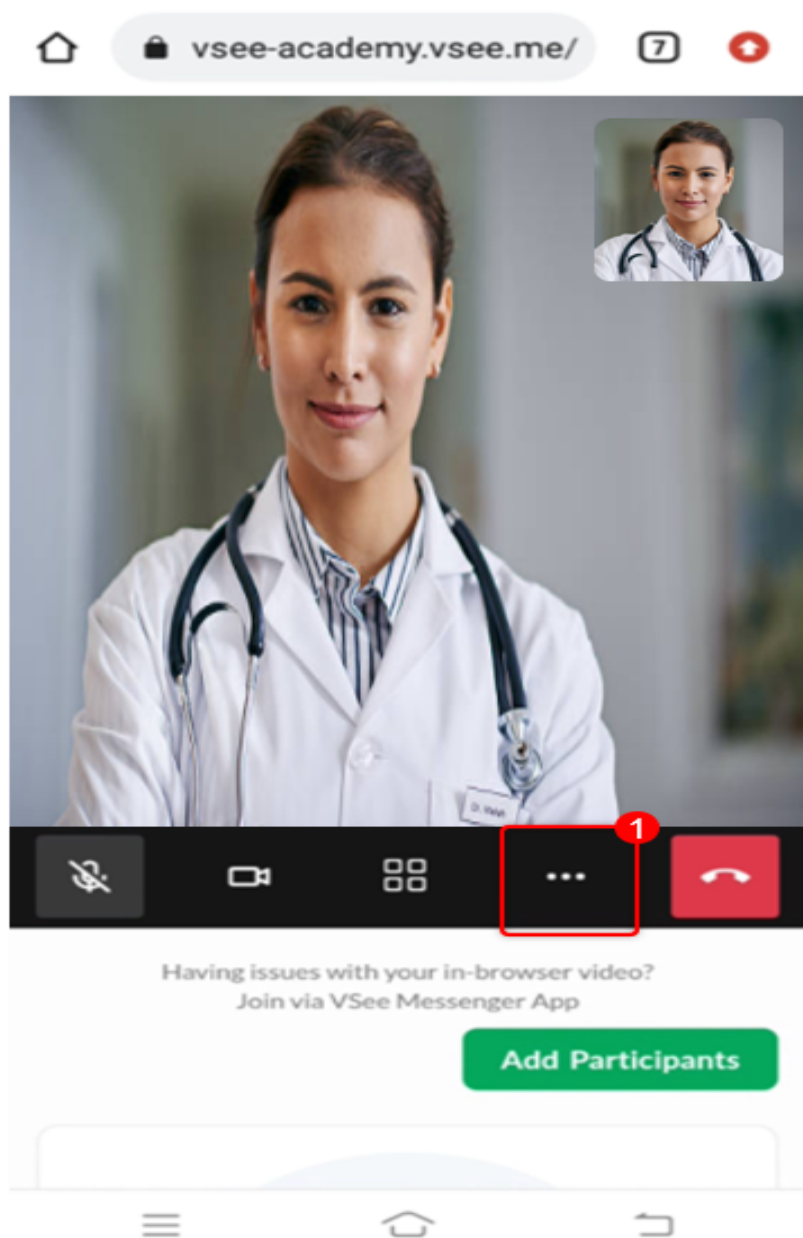 vsee-academy.vsee.me/
7
1
Having issues with your in-browser video?
Join via VSee Messenger App
Add Participants